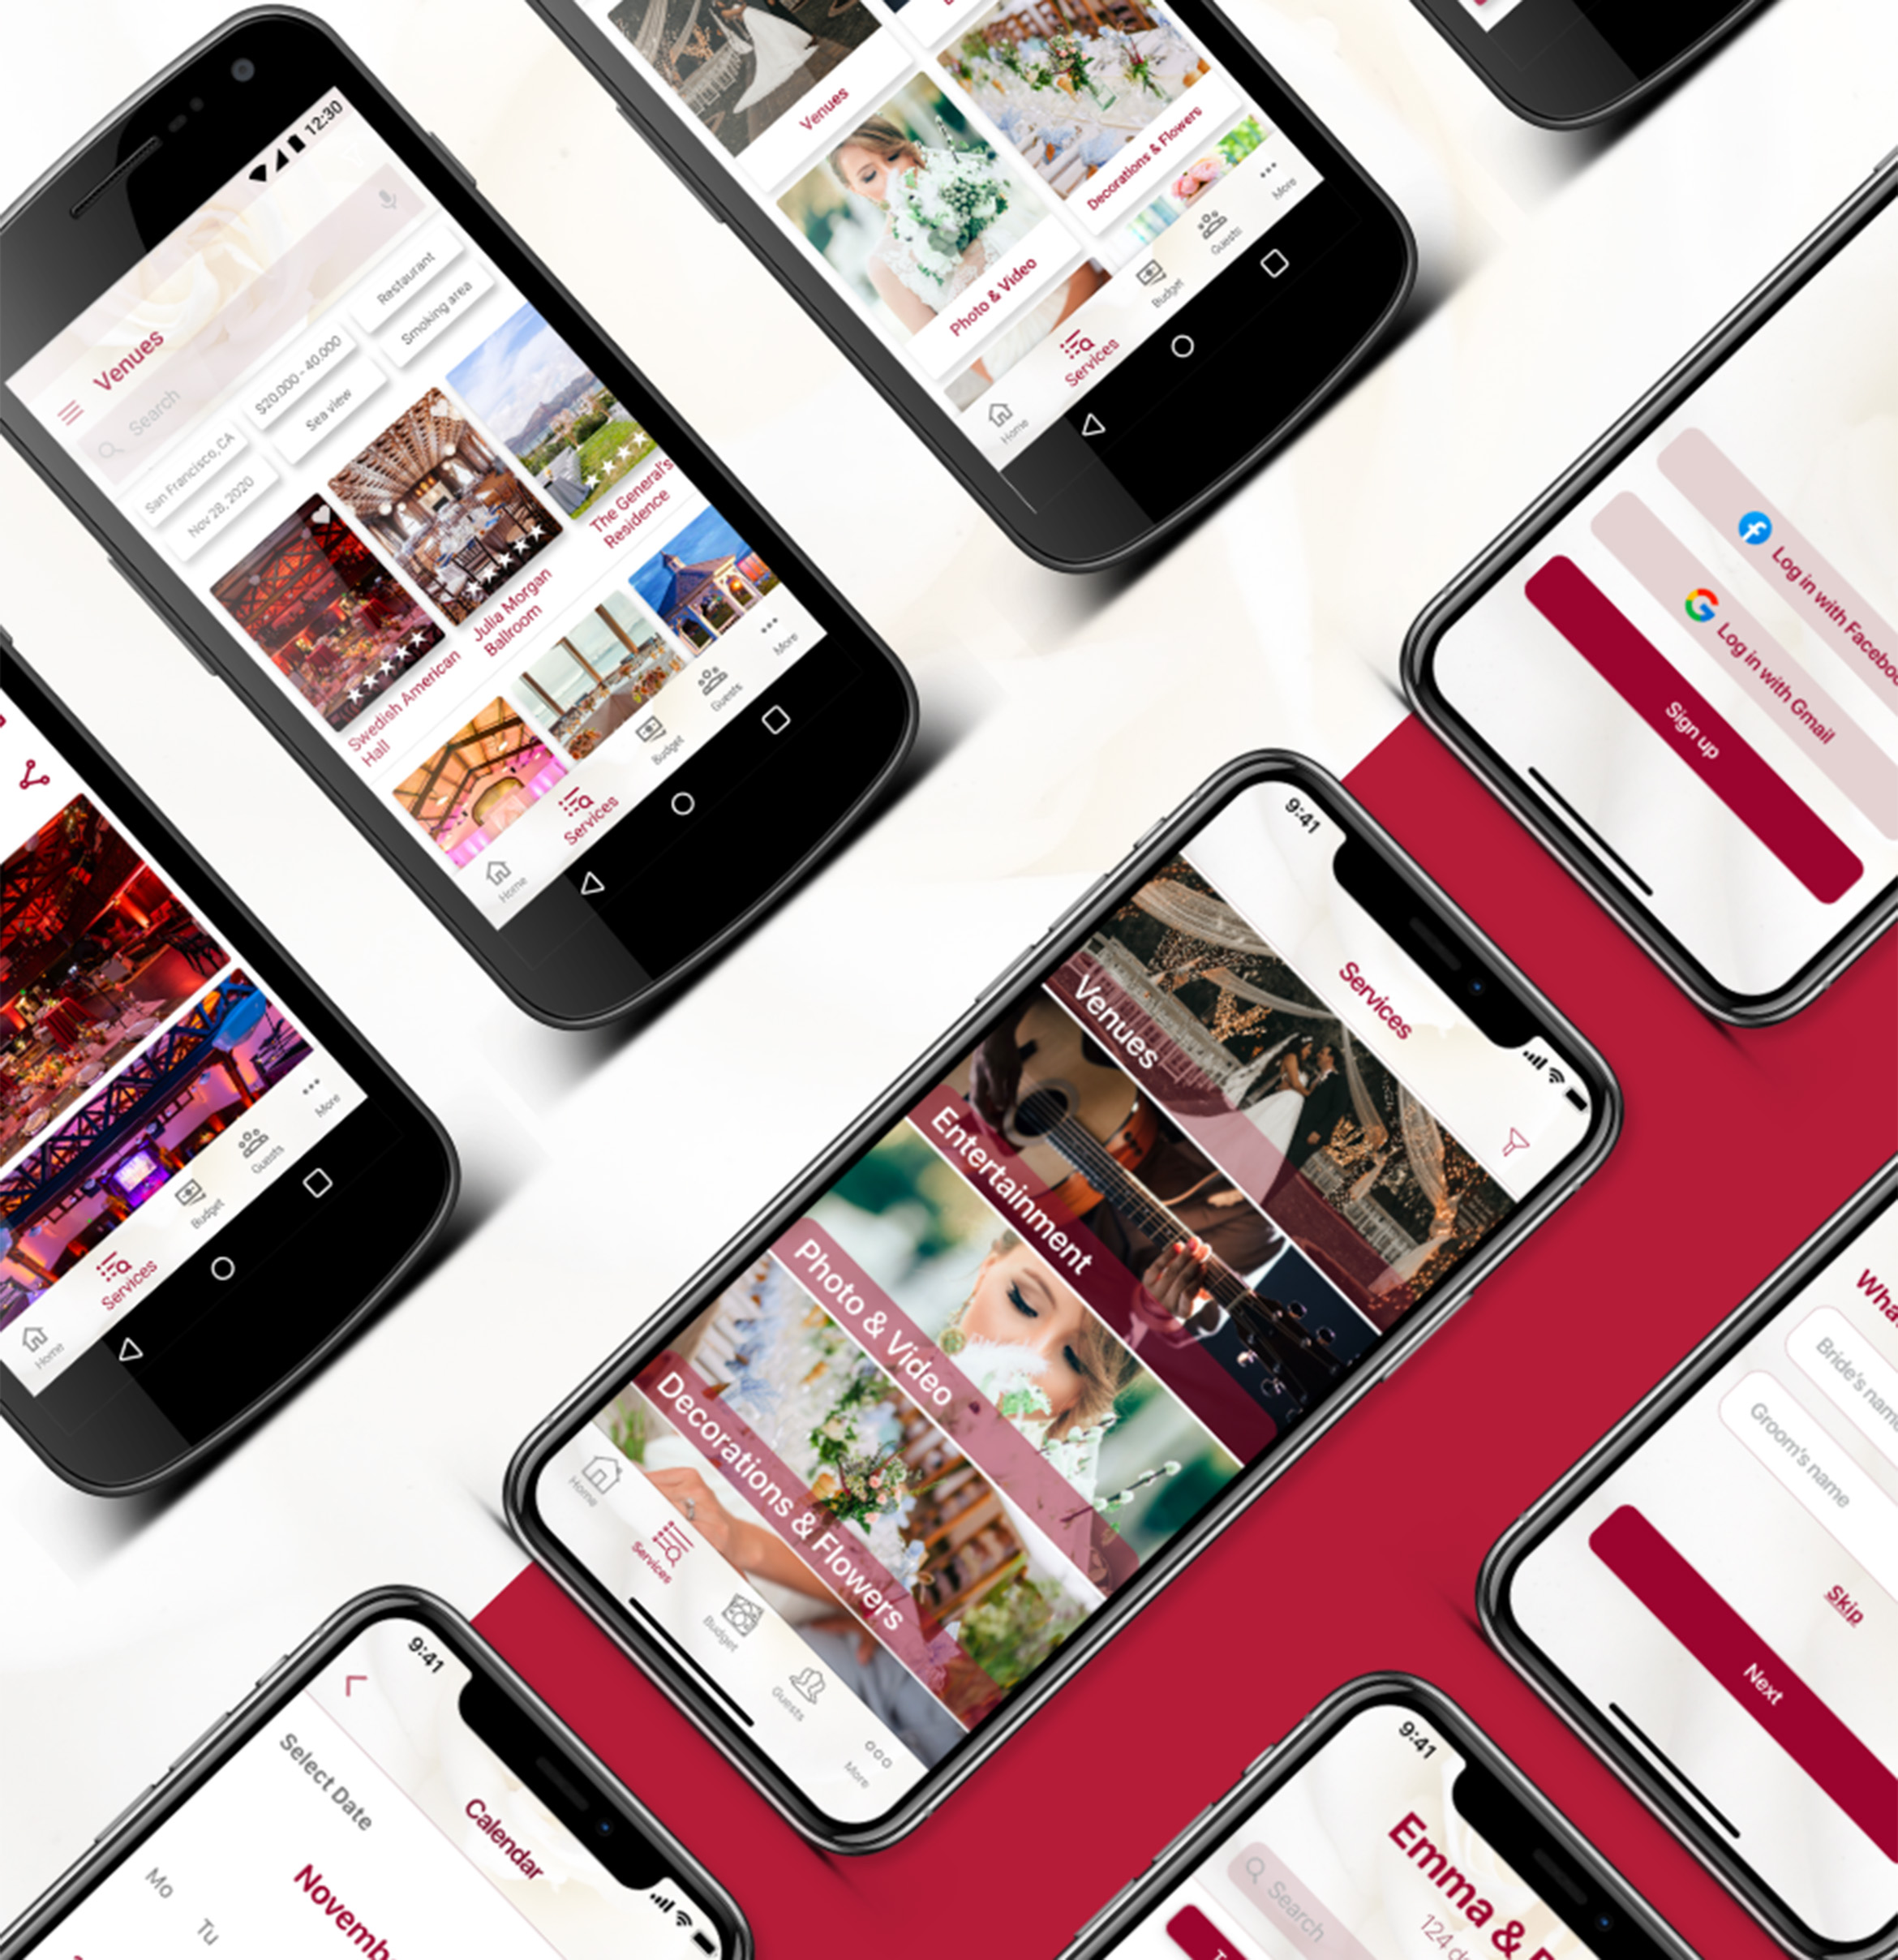 12:30
Venues
Search
San Francisco, CA
$20,000 - 40,000
Restaurant
Nov 28, 2020
Sea view
Smoking area
Swedish American
Hall
Julia Morgan
Ballroom
The General's
Residence
Home
Services
Budget
Guests
More
Venues
Photo & Video
Decorations & Flowers
Home
Services
Budget
Guests
More
Home
Services
Budget
Guests
More
Log in with Facebo
Log in with Gmail
Sign up
9:41
Services
Venues
Entertainment
Photo & Video
Decorations & Flowers
Home
Services
Budget
Guests
More
Bride's name
Groom's name
Skip
Next
9:41
Calendar
Select Date
Novemb
Mo
Tu
9:41
Emma &
124 d
Search